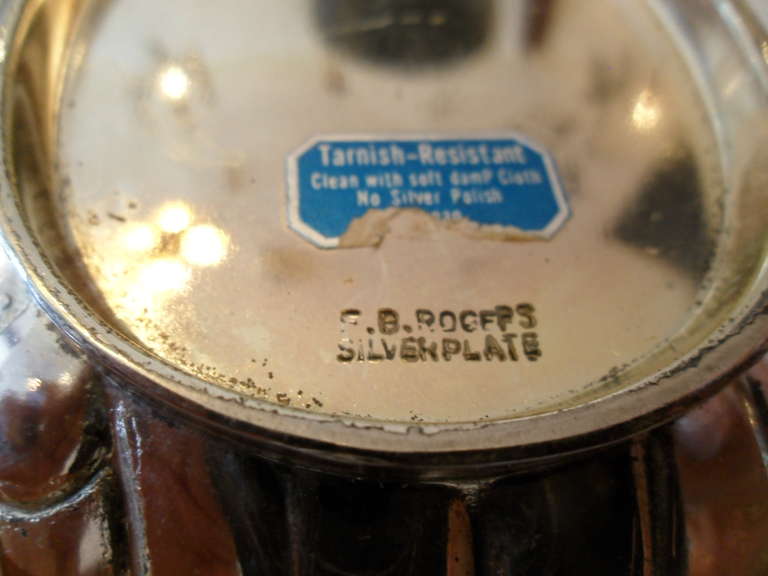 Tarnish-Resistant
Clean with soft damP Cloth
No Silver Polish
F.B.ROGERS
SILVERPLATE